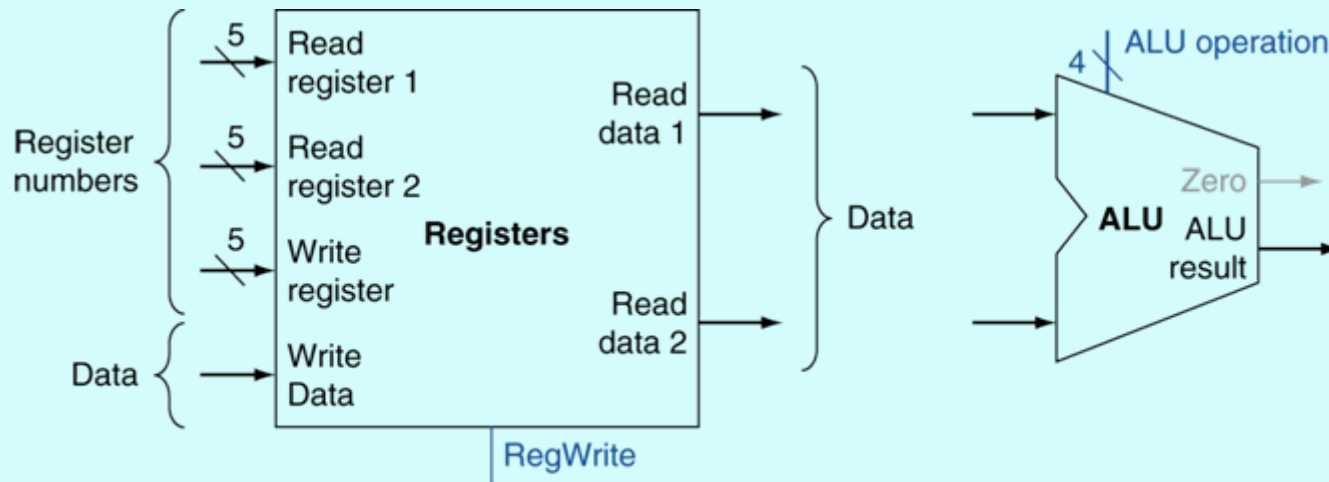 Register
numbers
5
Read
register 1
5
Read
register 2
5
Write
register
Data
Write
Data
Registers
Read
data 1
Read
data 2
RegWrite
Data
4
ALU operation
ALU
Zero
ALU
result